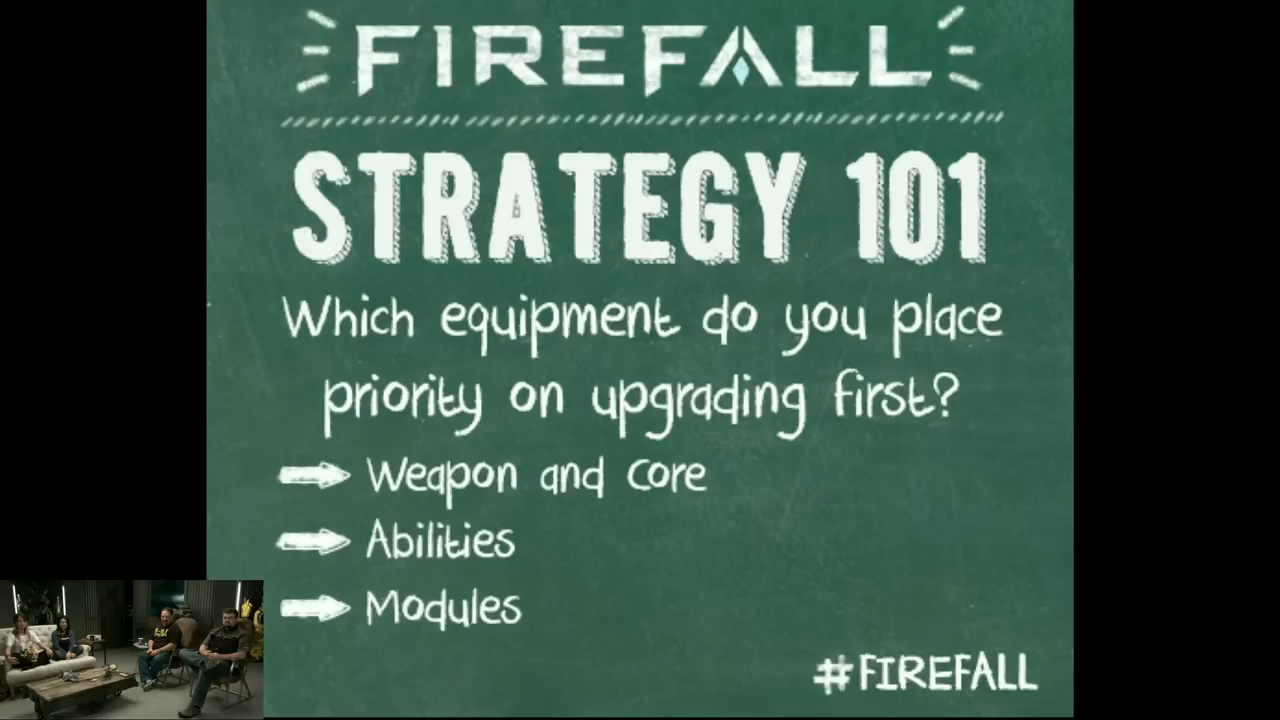 FIREFALL
STRATEGY 101
Which equipment do you place
priority on upgrading first?
Weapon and core
Abilities
Modules
#FIREFALL